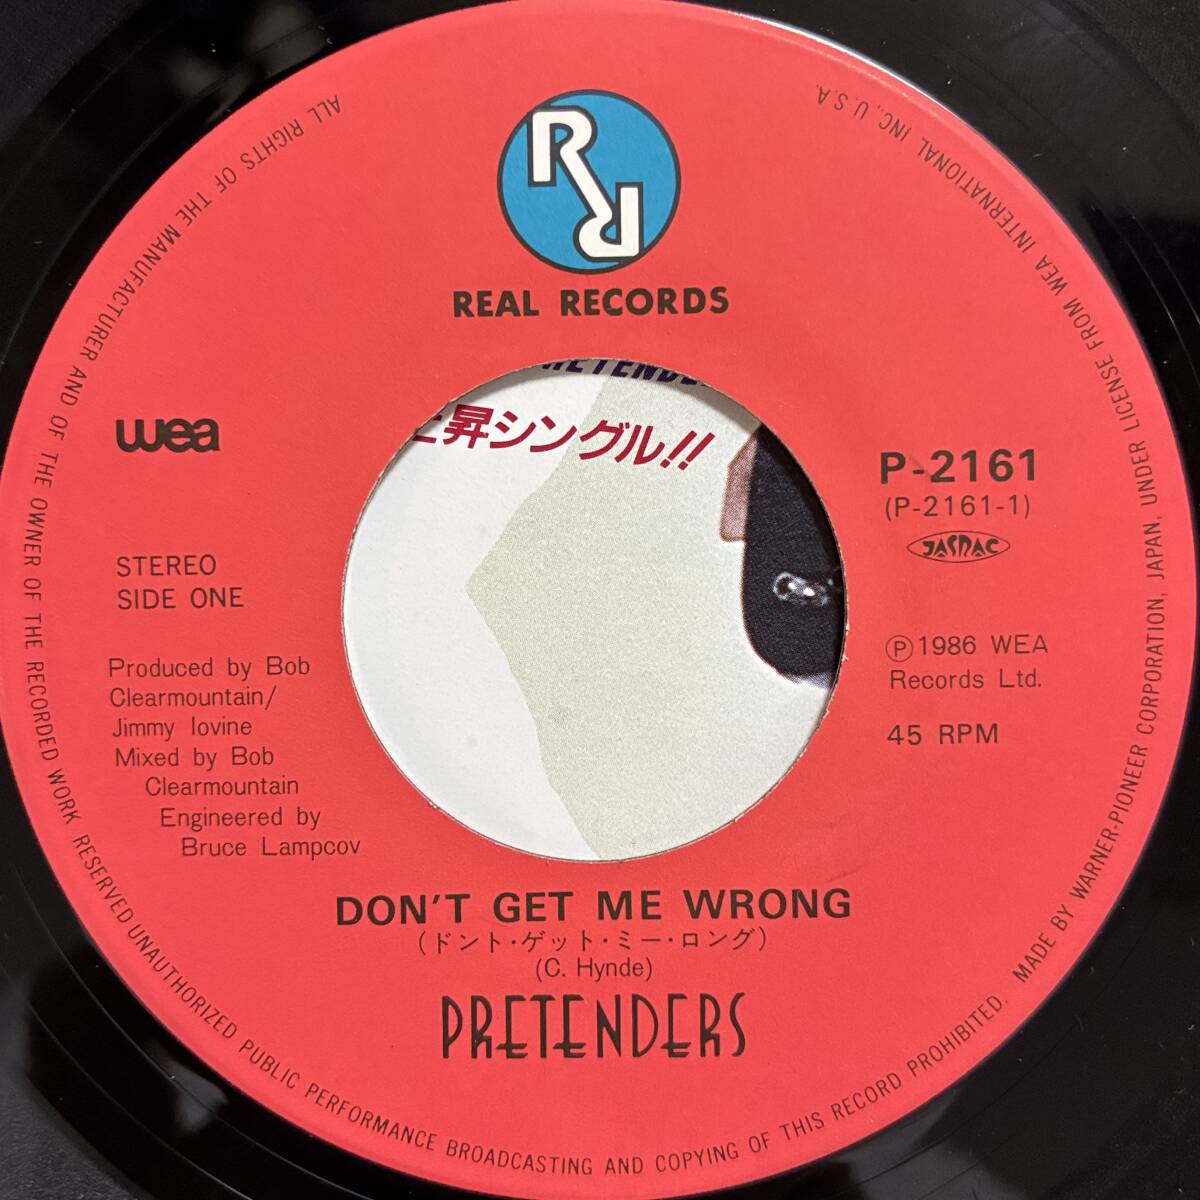 REAL RECORDS
wea
昇シングル!!
P-2161
(P-2161-1)
JASRAC
STEREO
SIDE ONE
Ⓟ1986 WEA
Records Ltd.
45 RPM
Produced by Bob
Clearmountain/
Jimmy Iovine
Mixed by Bob
Clearmountain
Engineered by
Bruce Lampcov
DON'T GET ME WRONG
(ドント・ゲット・ミー・ロング)
(C. Hynde)
PRETENDERS
ALL RIGHTS OF THE MANUFACTURER AND OF THE OWNER OF THE RECORDED WORK RESERVED UNAUTHORIZED PUBLIC PERFORMANCE BROADCASTING AND COPYING OF THIS RECORD PROHIBITED. MADE BY WARNER-PIONEER CORPORATION, JAPAN, UNDER LICENSE FROM WEA INTERNATIONAL INC., U.S.A.